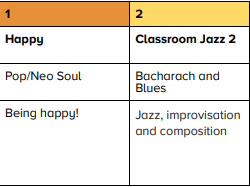 1 2
Happy Classroom Jazz 2
Pop/Neo Soul Bacharach and
Blues
Being happy! Jazz, improvisation
and composition